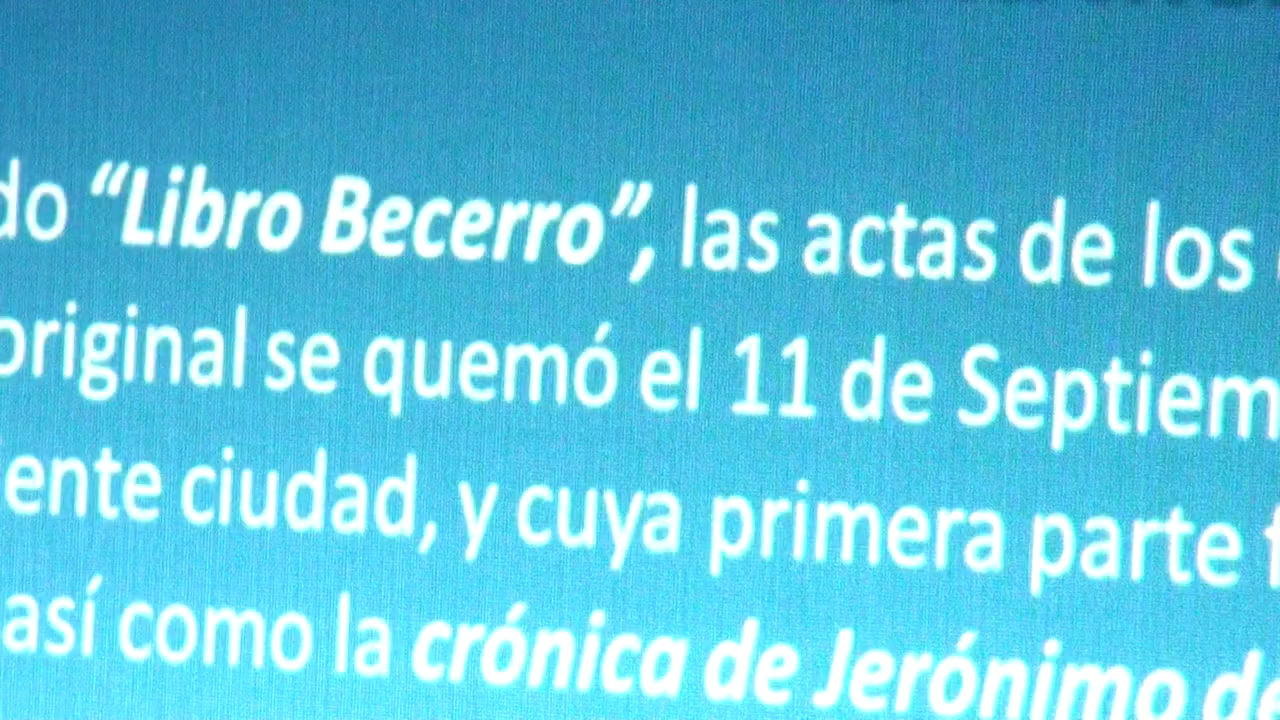 do “Libro Becerro”, las actas de los
original se quemó el 11 de Septiem
ente ciudad, y cuya primera parte
así como la crónica de Jerónimo de